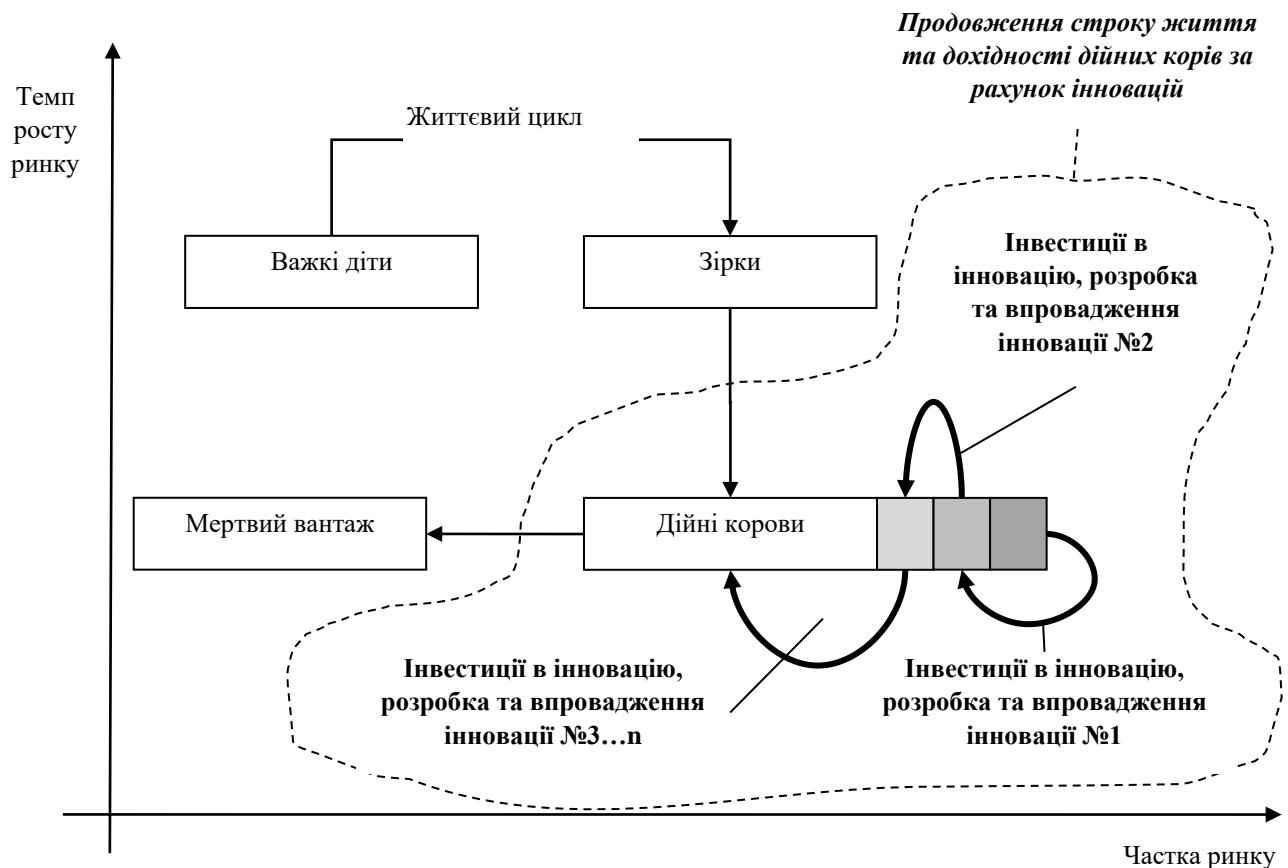 Продовження строку життя
та дохідності дійних корів за
рахунок інновацій
Темп
росту
ринку
Життєвий цикл
Важкі діти
Зірки
Інвестиції в
інновацію, розробка
та впровадження
інновації №2
Мертвий вантаж
Дійні корови
Інвестиції в інновацію,
розробка та впровадження
інновації №3…n
Інвестиції в інновацію,
розробка та впровадження
інновації №1
Частка ринку